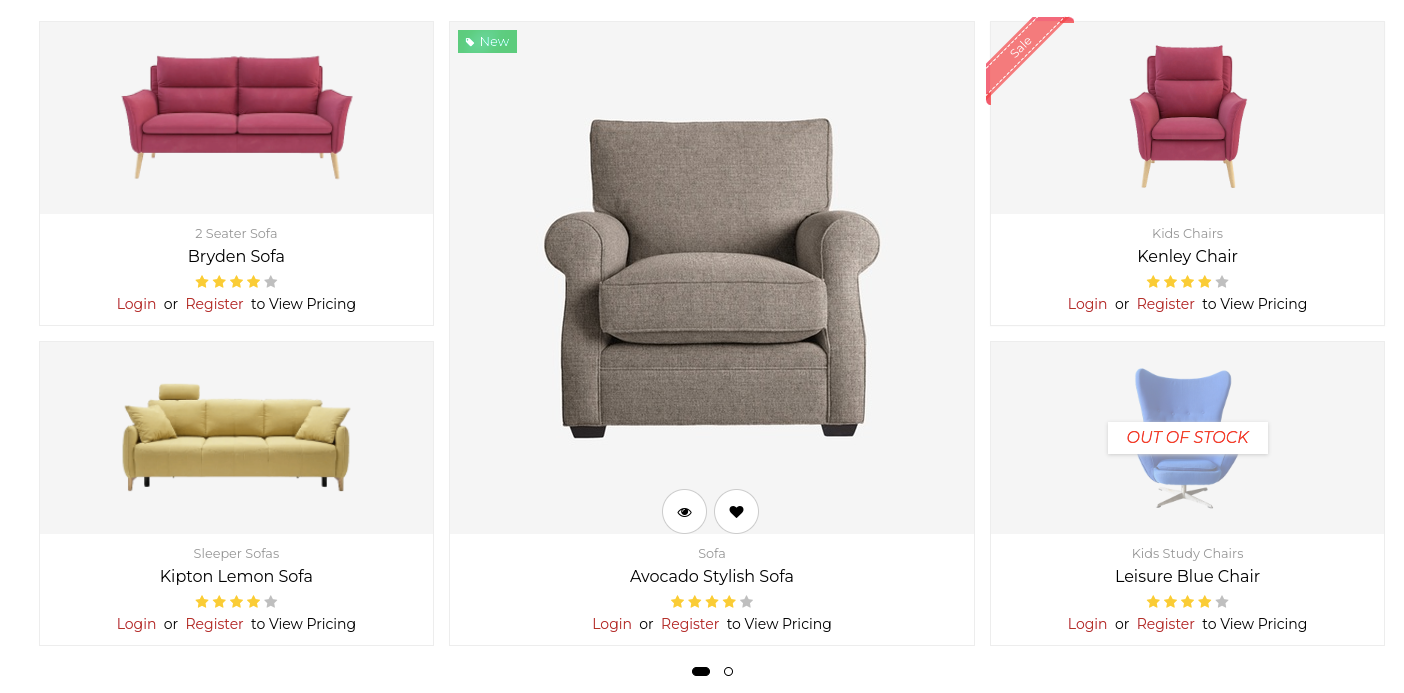 2 Seater Sofa
Bryden Sofa
Login or Register to View Pricing
Sleeper Sofas
Kipton Lemon Sofa
Login or Register to View Pricing
New
Sofa
Avocado Stylish Sofa
Login or Register to View Pricing
Sale
Kids Chairs
Kenley Chair
Login or Register to View Pricing
OUT OF STOCK
Kids Study Chairs
Leisure Blue Chair
Login or Register to View Pricing